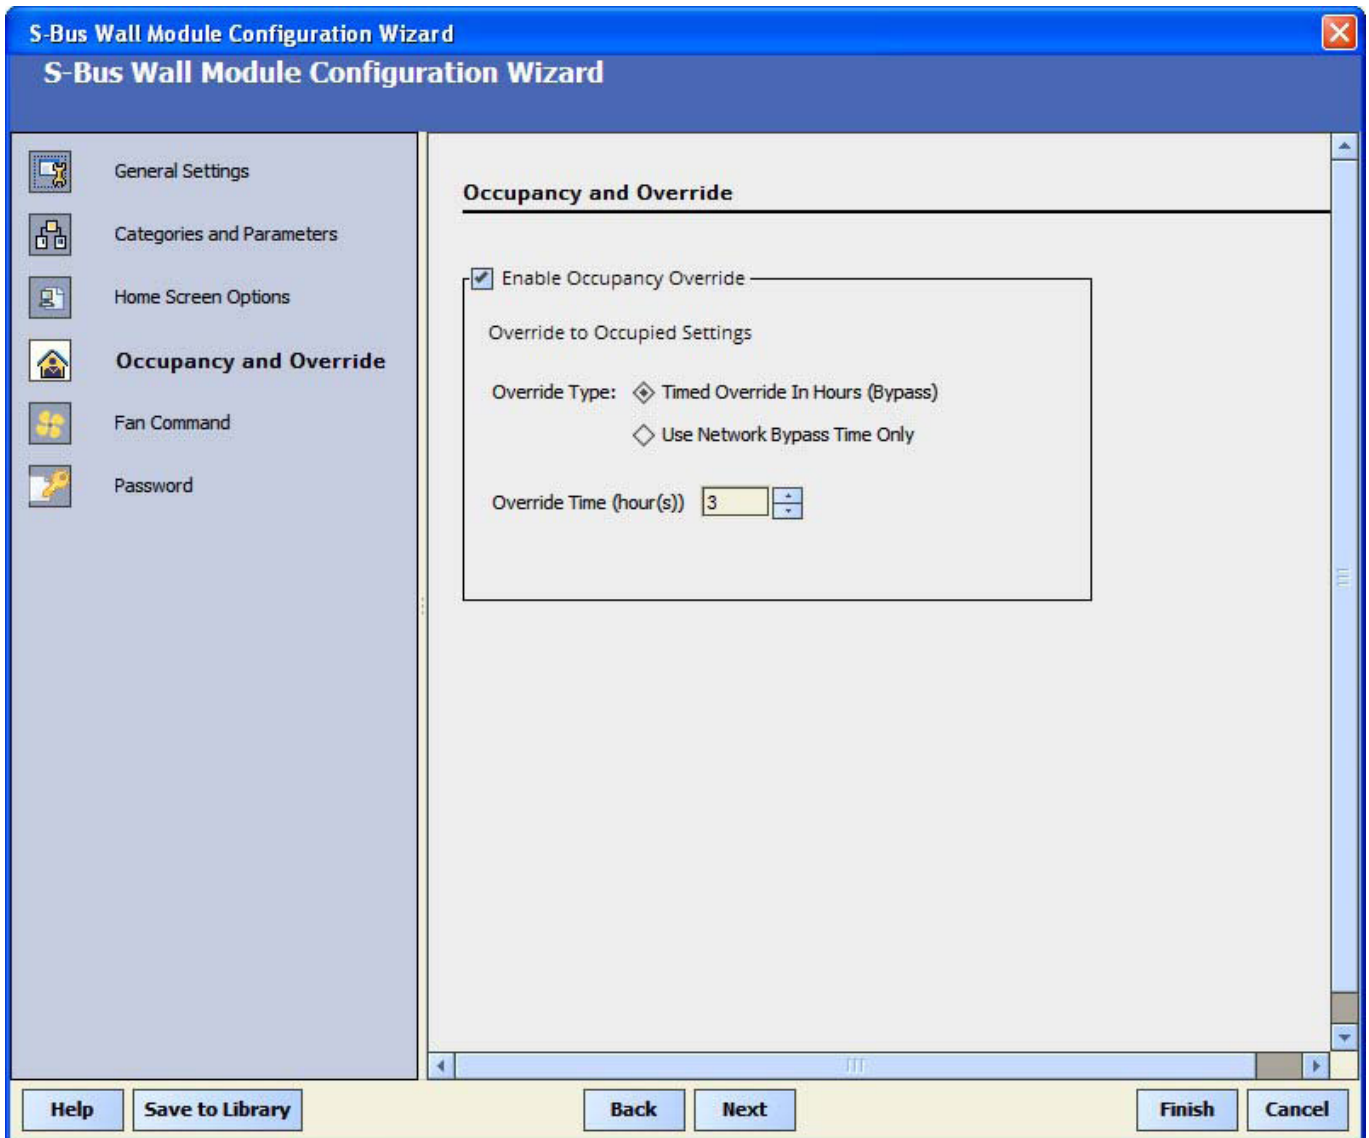 S-Bus Wall Module Configuration Wizard
S-Bus Wall Module Configuration Wizard
General Settings
Categories and Parameters
Home Screen Options
Occupancy and Override
Fan Command
Password
Occupancy and Override
Enable Occupancy Override
Override to Occupied Settings
Override Type: Timed Override In Hours (Bypass)
Use Network Bypass Time Only
Override Time (hour(s)) 3
Help Save to Library Back Next Finish Cancel